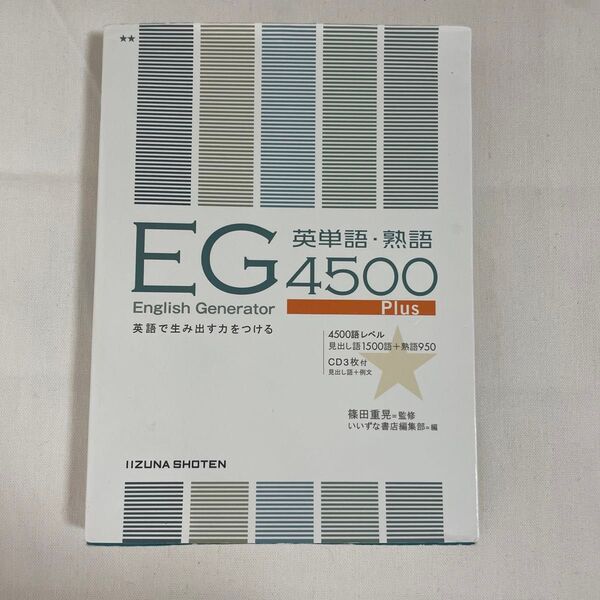 ★★
EG 英単語・熟語
4500
English Generator
Plus
英語で生み出す力をつける
4500語レベル
見出し語1500語+熟語950
CD3枚付
見出し語+例文
篠田重晃=監修
いいずな書店編集部=編
IIZUNA SHOTEN